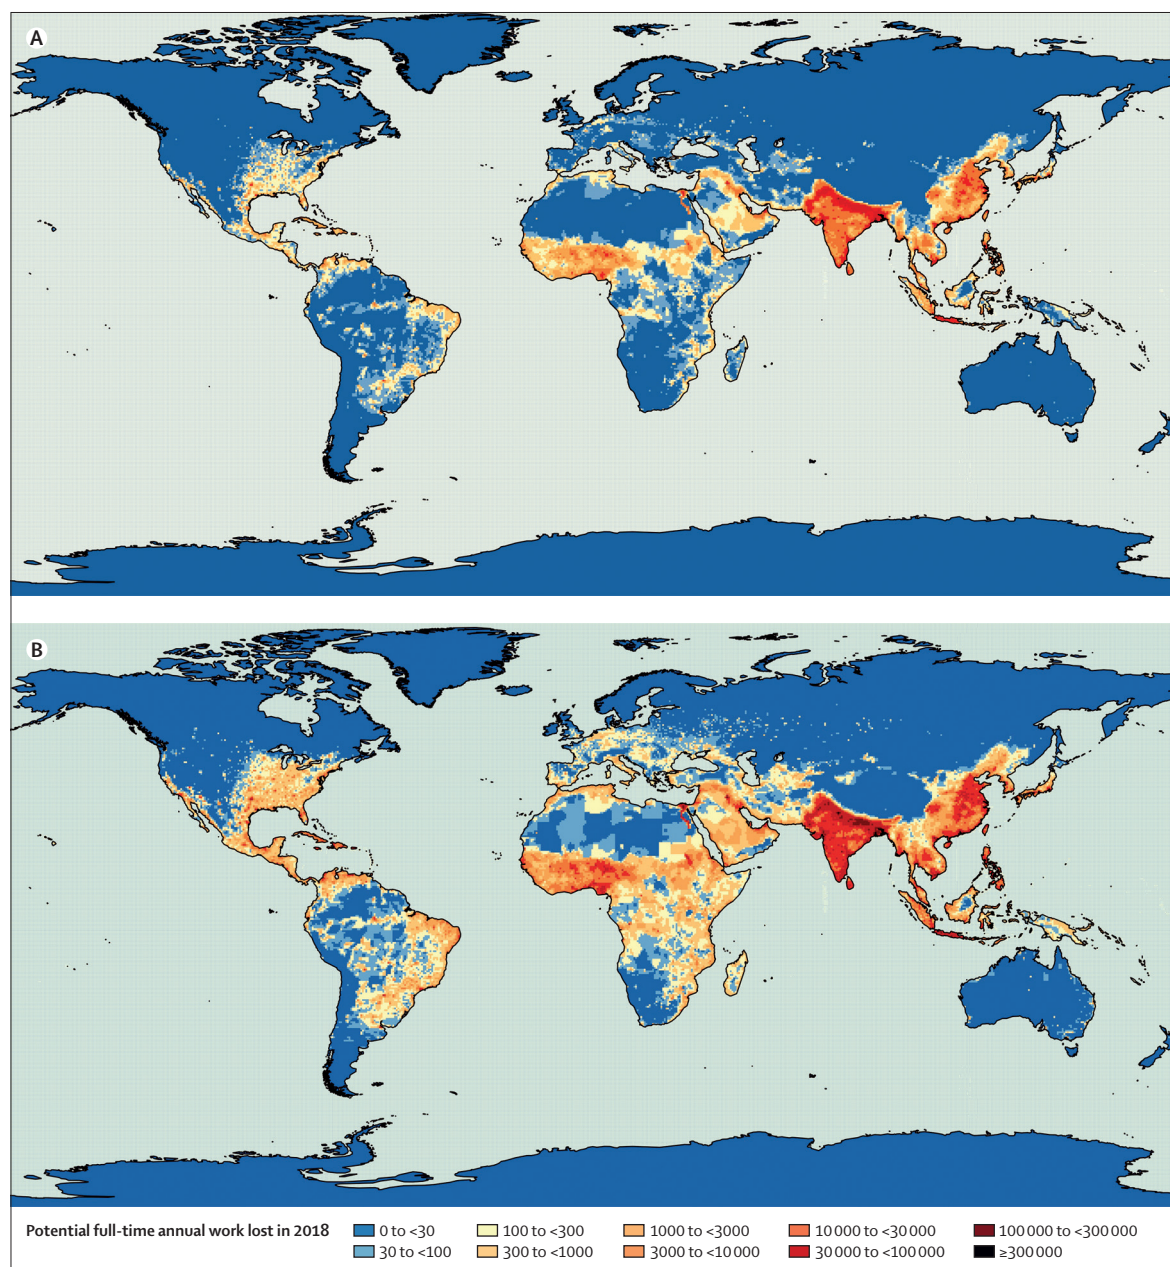 A
B
Potential full-time annual work lost in 2018
0 to <30
100 to <300
1000 to <3000
10 000 to <30 000
100 000 to <300 000
30 to <100
300 to <1000
3000 to <10 000
30 000 to <100 000
≥300 000